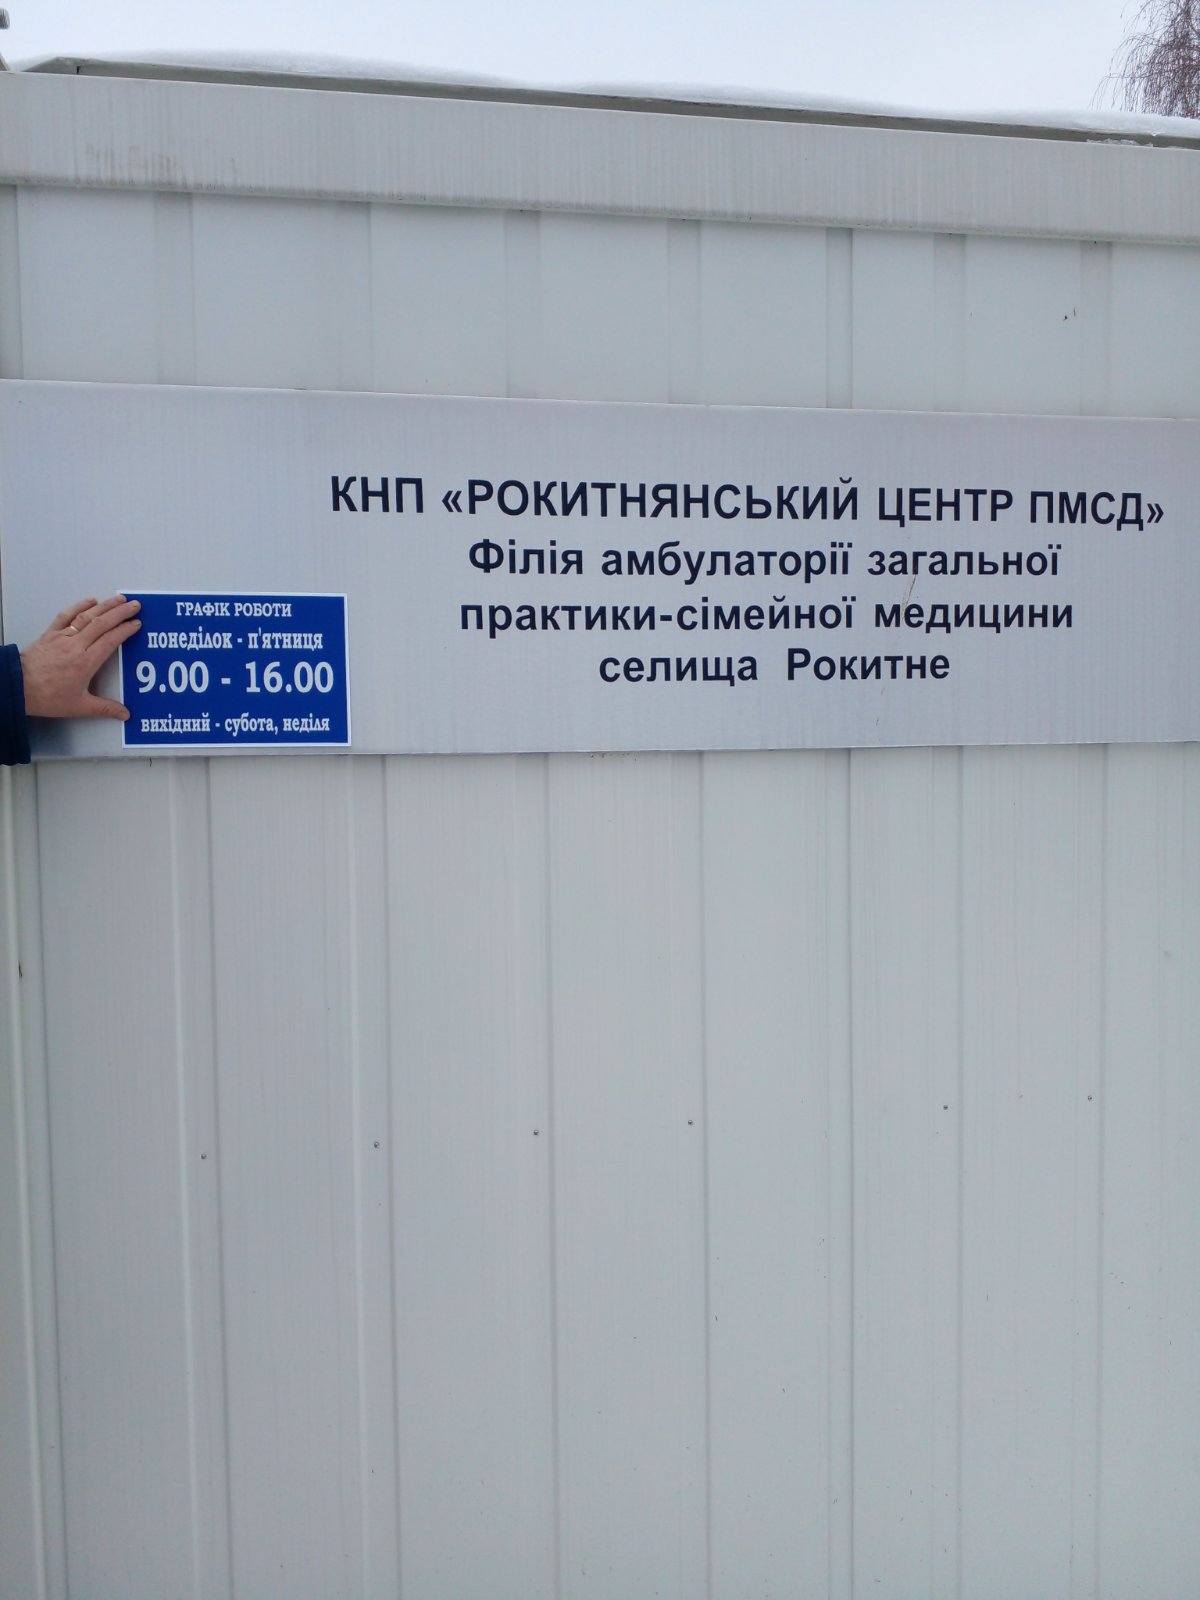 КНП «РОКИТНЯНСЬКИЙ ЦЕНТР ПМСД»
Філія амбулаторії загальної
практики-сімейної медицини
селища Рокитне
ГРАФІК РОБОТИ
понеділок - п'ятниця
9.00 - 16.00
вихідний - субота, неділя